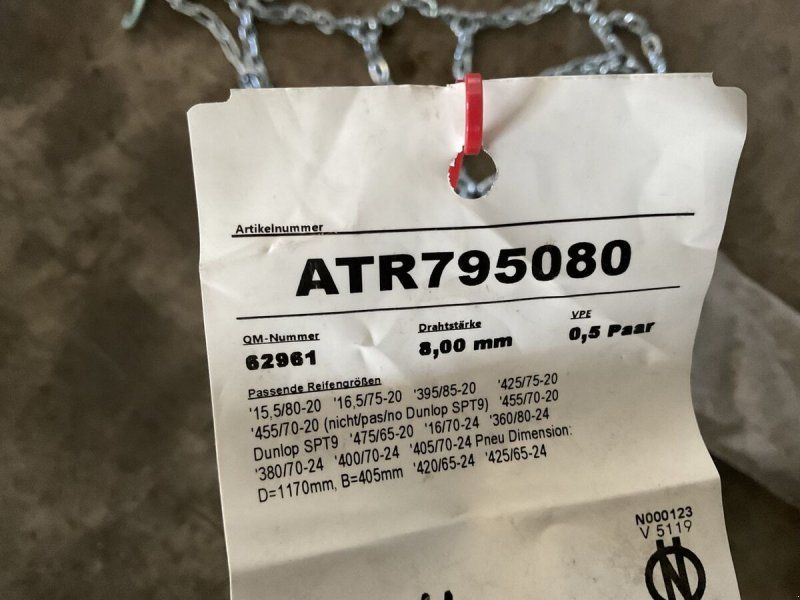 Artikelnummer
ATR795080
QM-Nummer Drahtstärke VPE
62961 8,00 mm 0,5 Paar
Passende Reifengrößen
'15,5/80-20 '16,5/75-20 '395/85-20 '425/75-20
'455/70-20 (nicht/pas/no Dunlop SPT9) '455/70-20
Dunlop SPT9 '475/65-20 '16/70-24 '360/80-24
'380/70-24 '400/70-24 '405/70-24 Pneu Dimension:
D=1170mm, B=405mm '420/65-24 '425/65-24
N000123
V 5119
N